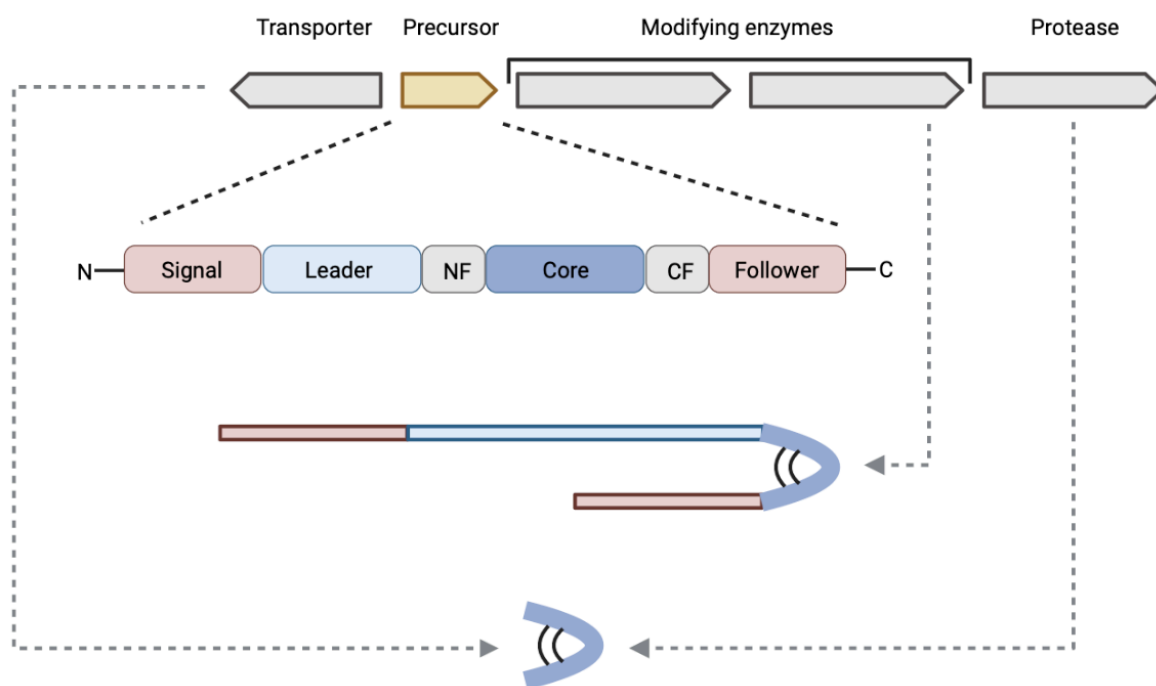 Transporter Precursor Modifying enzymes Protease
N Signal Leader NF Core CF Follower C